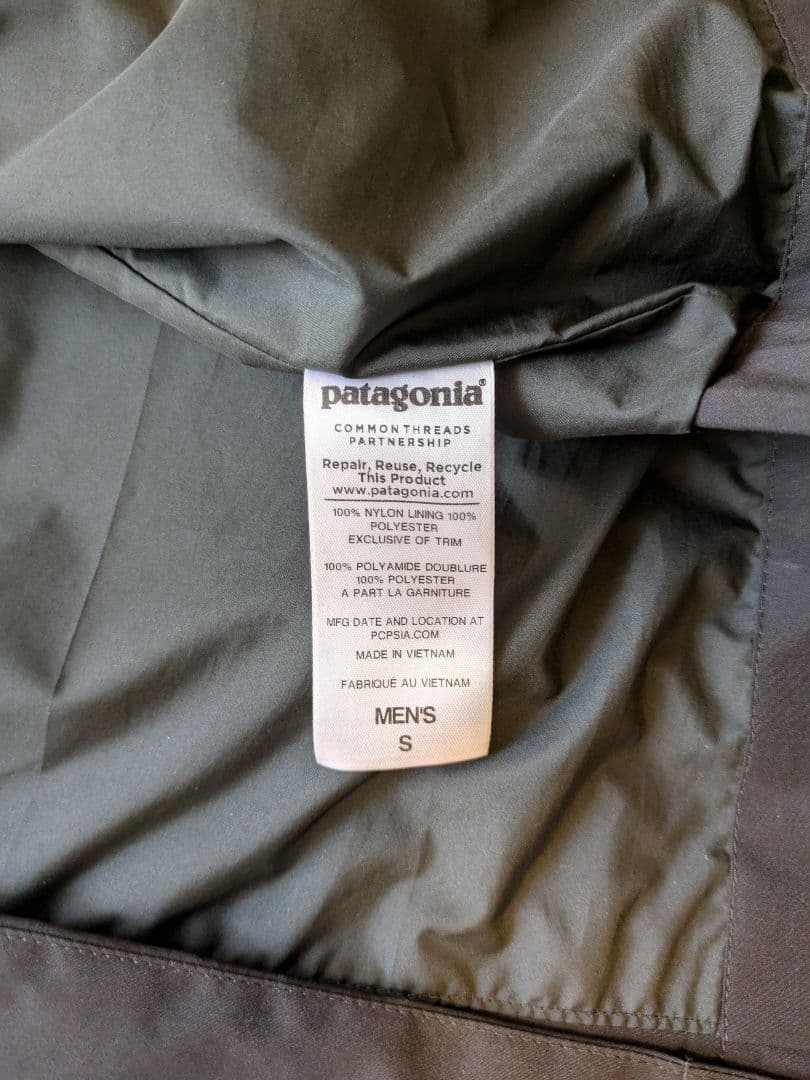 patagonia®
COMMON THREADS
PARTNERSHIP
Repair, Reuse, Recycle
This Product
www.patagonia.com
100% NYLON LINING 100%
POLYESTER
EXCLUSIVE OF TRIM
100% POLYAMIDE DOUBLURE
100% POLYESTER
A PART LA GARNITURE
MFG DATE AND LOCATION AT
PCPSIA.COM
MADE IN VIETNAM
FABRIQUÉ AU VIETNAM
MEN'S
S